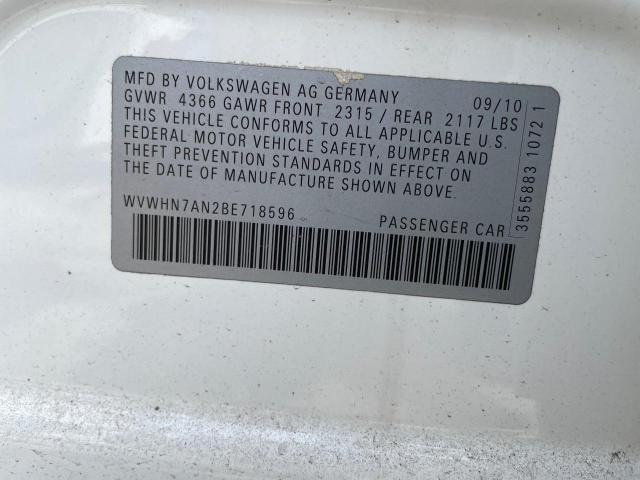 MFD BY VOLKSWAGEN AG GERMANY 09/10
GVWR 4366 GAWR FRONT 2315 / REAR 2117 LBS
THIS VEHICLE CONFORMS TO ALL APPLICABLE U.S.
FEDERAL MOTOR VEHICLE SAFETY, BUMPER AND
THEFT PREVENTION STANDARDS IN EFFECT ON
THE DATE OF MANUFACTURE SHOWN ABOVE.
WVWHN7AN2BE718596 PASSENGER CAR
3555883 10721